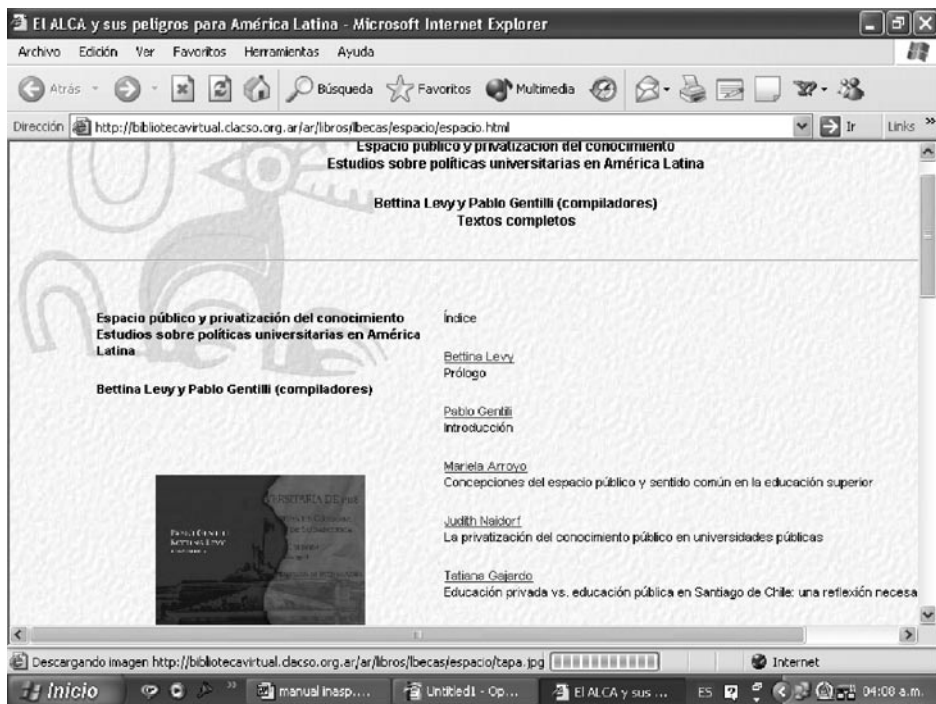 El ALCA y sus peligros para América Latina - Microsoft Internet Explorer
Archivo Edición Ver Favoritos Herramientas Ayuda
Atrás Búsqueda Favoritos Multimedia
Dirección http://bibliotecavirtual.clacso.org.ar/ar/libros/lbecas/espacio/espacio.html Ir Links »
Espacio público y privatización del conocimiento
Estudios sobre políticas universitarias en América Latina
Bettina Levy y Pablo Gentilli (compiladores)
Textos completos
Espacio público y privatización del conocimiento
Estudios sobre políticas universitarias en América
Latina
Bettina Levy y Pablo Gentilli (compiladores)
PABLO GENTILI
BETTINA LEVY
Índice
Bettina Levy
Prólogo
Pablo Gentili
Introducción
Mariela Arroyo
Concepciones del espacio público y sentido común en la educación superior
Judith Naidorf
La privatización del conocimiento público en universidades públicas
Tatiana Gajardo
Educación privada vs. educación pública en Santiago de Chile: una reflexión necesa
Descargando imagen http://bibliotecavirtual.clacso.org.ar/ar/libros/lbecas/espacio/tapa.jpg Internet
Inicio » manual inasp.... Untitled1 - Op... El ALCA y sus ... ES 04:08 a.m.